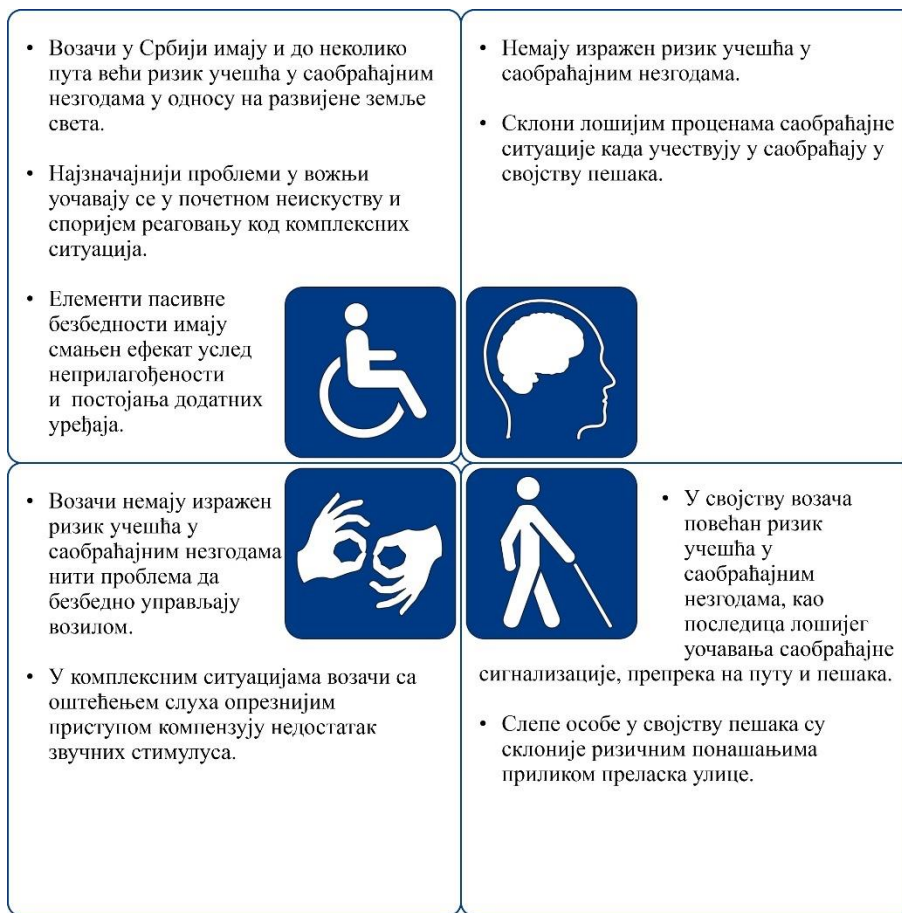 • Возачи у Србији имају и до неколико
пута већи ризик учешћа у саобраћајним
незгодама у односу на развијене земље
света.
• Најзначајнији проблеми у вожњи
уочавају се у почетном неискуству и
споријем реаговању код комплексних
ситуација.
• Елементи пасивне
безбедности имају
смањен ефекат услед
неприлагођености
и постојања додатних
уређаја.
• Немају изражен ризик учешћа у
саобраћајним незгодама.
• Склони лошијим проценама саобраћајне
ситуације када учествују у саобраћају у
својству пешака.
• Возачи немају изражен
ризик учешћа у
саобраћајним незгодама
нити проблема да
безбедно управљају
возилом.
• У комплексним ситуацијама возачи са
оштећењем слуха опрезнијим
приступом компензују недостатак
звучних стимулуса.
• У својству возача
повећан ризик
учешћа у
саобраћајним
незгодама, као
последица лошијег
уочавања саобраћајне
сигнализације, препрека на путу и пешака.
• Слепе особе у својству пешака су
склоније ризичним понашањима
приликом преласка улице.